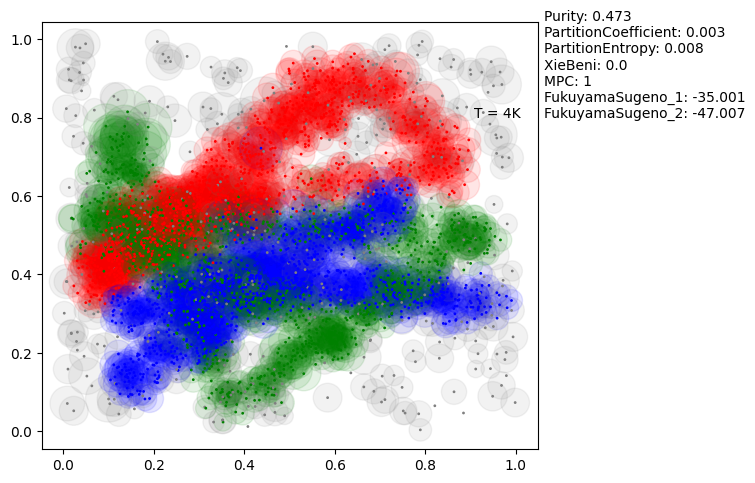 Purity: 0.473
PartitionCoefficient: 0.003
PartitionEntropy: 0.008
XieBeni: 0.0
MPC: 1
FukuyamaSugeno_1: -35.001
FukuyamaSugeno_2: -47.007
T = 4K
1.0
0.8
0.6
0.4
0.2
0.0
0.0 0.2 0.4 0.6 0.8 1.0